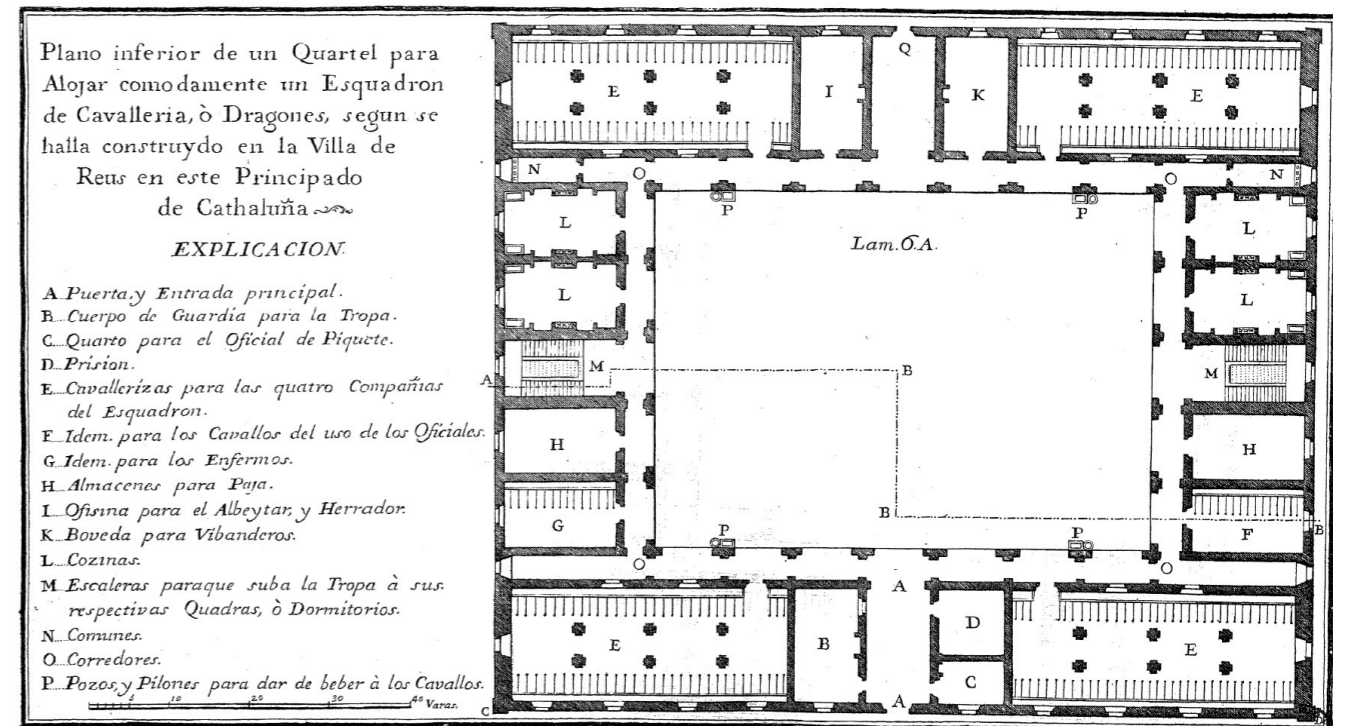 Plano inferior de un Quartel para
Alojar comodamente un Esquadron
de Cavalleria, ò Dragones, segun se
halla construydo en la Villa de
Reus en este Principado
de Cathaluña
EXPLICACION.
A Puerta, y Entrada principal.
B Cuerpo de Guardia para la Tropa.
C Quarto para el Oficial de Piquete.
D Prision.
E Cavallerizas para las quatro Compañias
del Esquadron.
F Idem. para los Cavallos del uso de los Oficiales.
G Idem. para los Enfermos.
H Almacenes para Paja.
I Ofisina para el Albeytar, y Herrador.
K Boveda para Vibanderos.
L Cozinas.
M Escaleras paraque suba la Tropa à sus.
respectivas Quadras, ò Dormitorios.
N Comunes.
O Corredores.
P Pozos, y Pilones para dar de beber à los Cavallos.
5 10 20 30 40 Varas.
Q
E I K E
N O O N
P P
L Lam. 6. A. L
L L
M B M
A
H H
B
G P P F B
O O
A
E B D E
C
A
C D